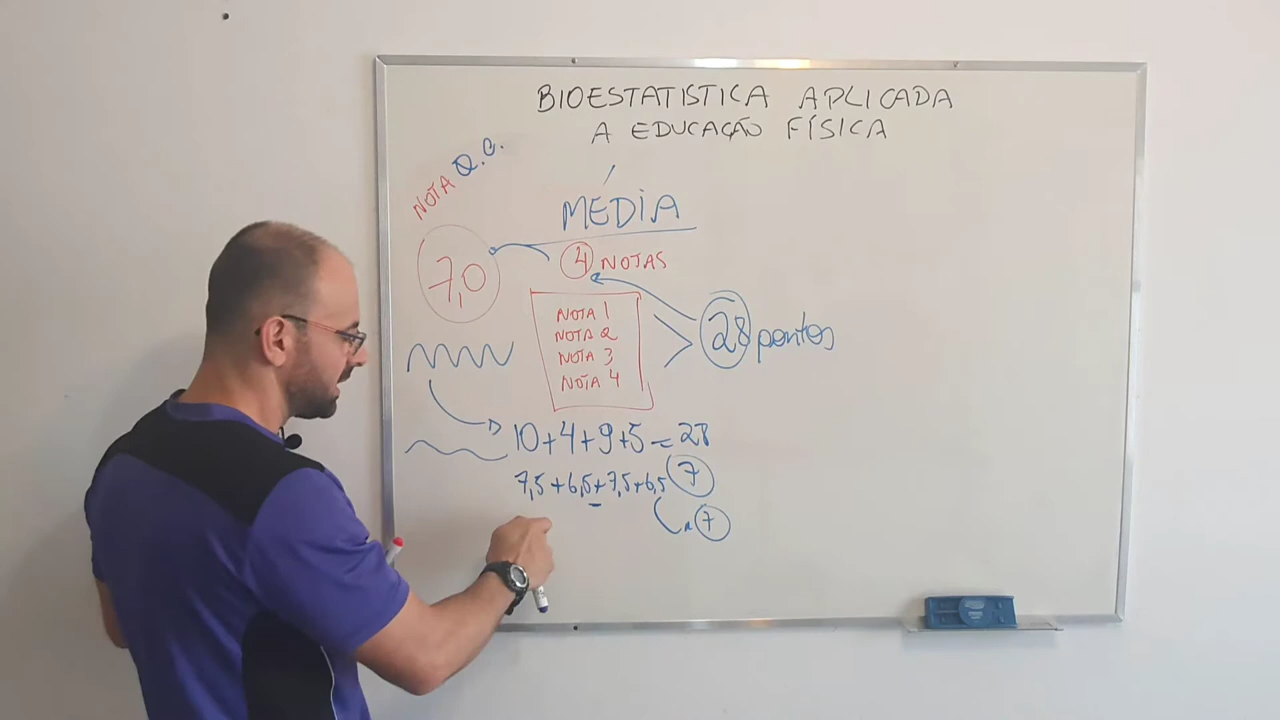 BIOESTATISTICA APLICADA
A EDUCAÇÃO FÍSICA
NOTA Q.C.
MÉDIA
7,0
4 NOTAS
NOTA 1
NOTA 2
NOTA 3
NOTA 4
28 pontos
10+4+9+5=28
7,5+6,5+7,5+6,5 7
7